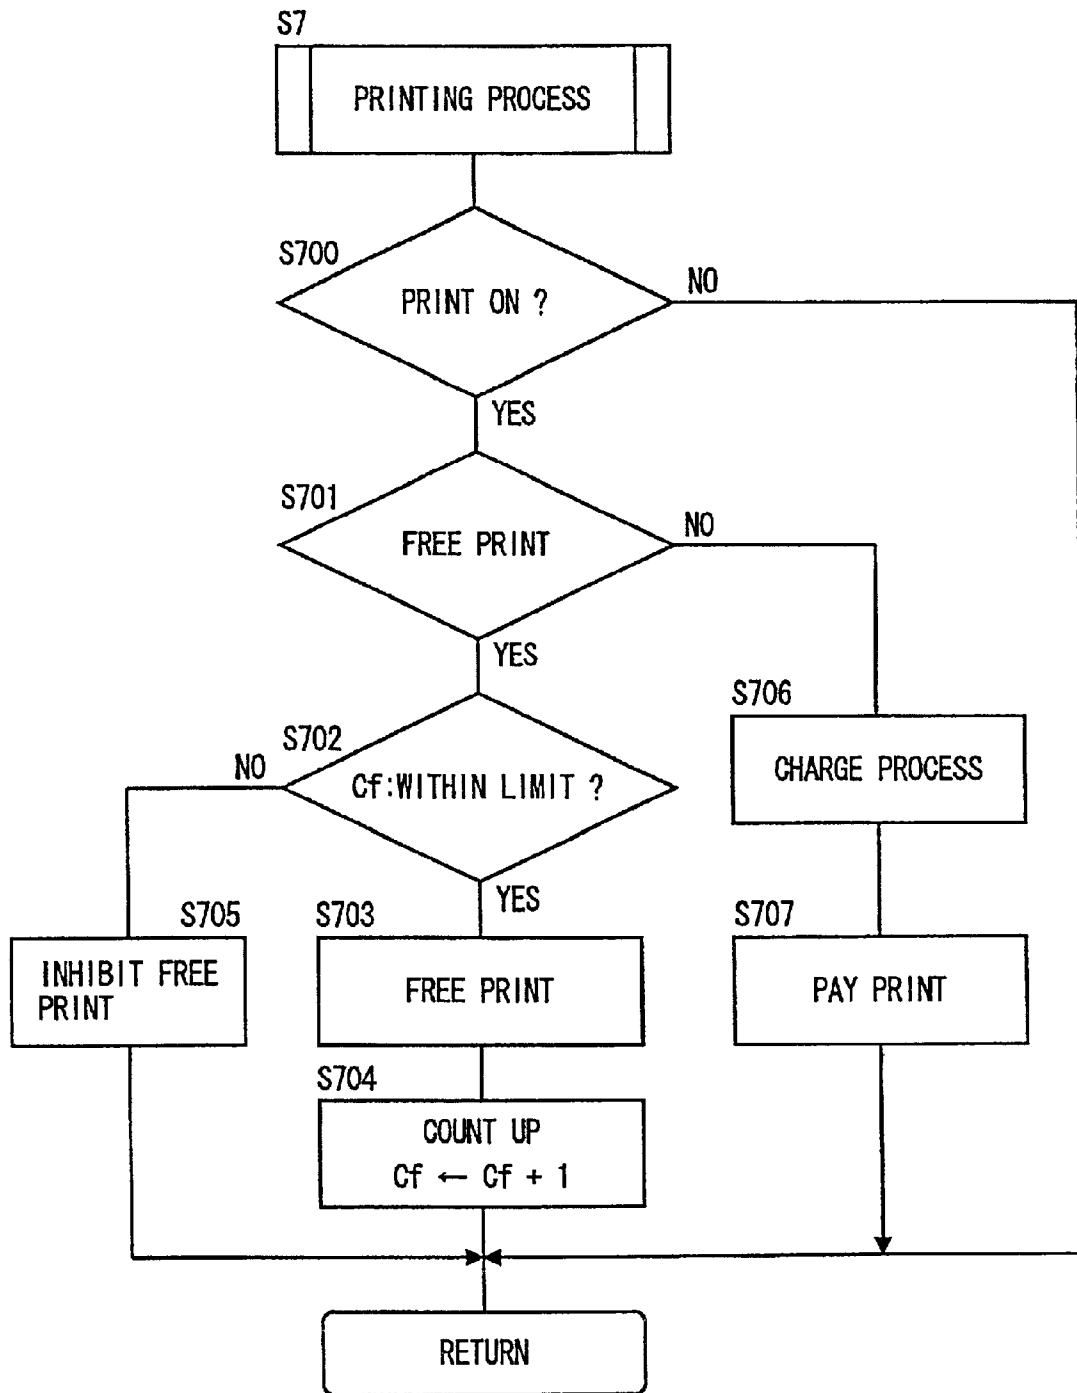 S7
PRINTING PROCESS
S700
PRINT ON ?
NO
YES
S701
FREE PRINT
NO
YES
S702
Cf:WITHIN LIMIT ?
NO
YES
S706
CHARGE PROCESS
S705
INHIBIT FREE
PRINT
S703
FREE PRINT
S707
PAY PRINT
S704
COUNT UP
Cf ← Cf + 1
RETURN